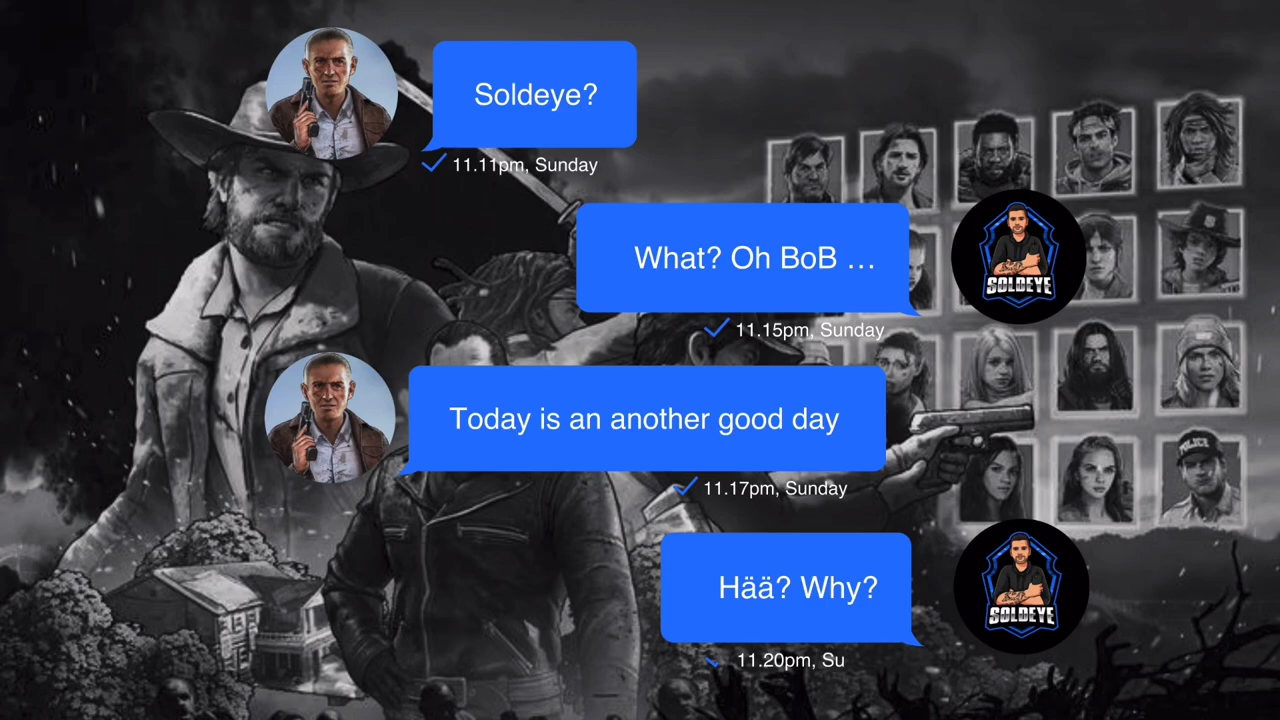 Soldeye?
11.11pm, Sunday
What? Oh BoB …
SOLDEYE
11.15pm, Sunday
Today is an another good day
11.17pm, Sunday
POLICE
Hää? Why?
SOLDEYE
11.20pm, Su